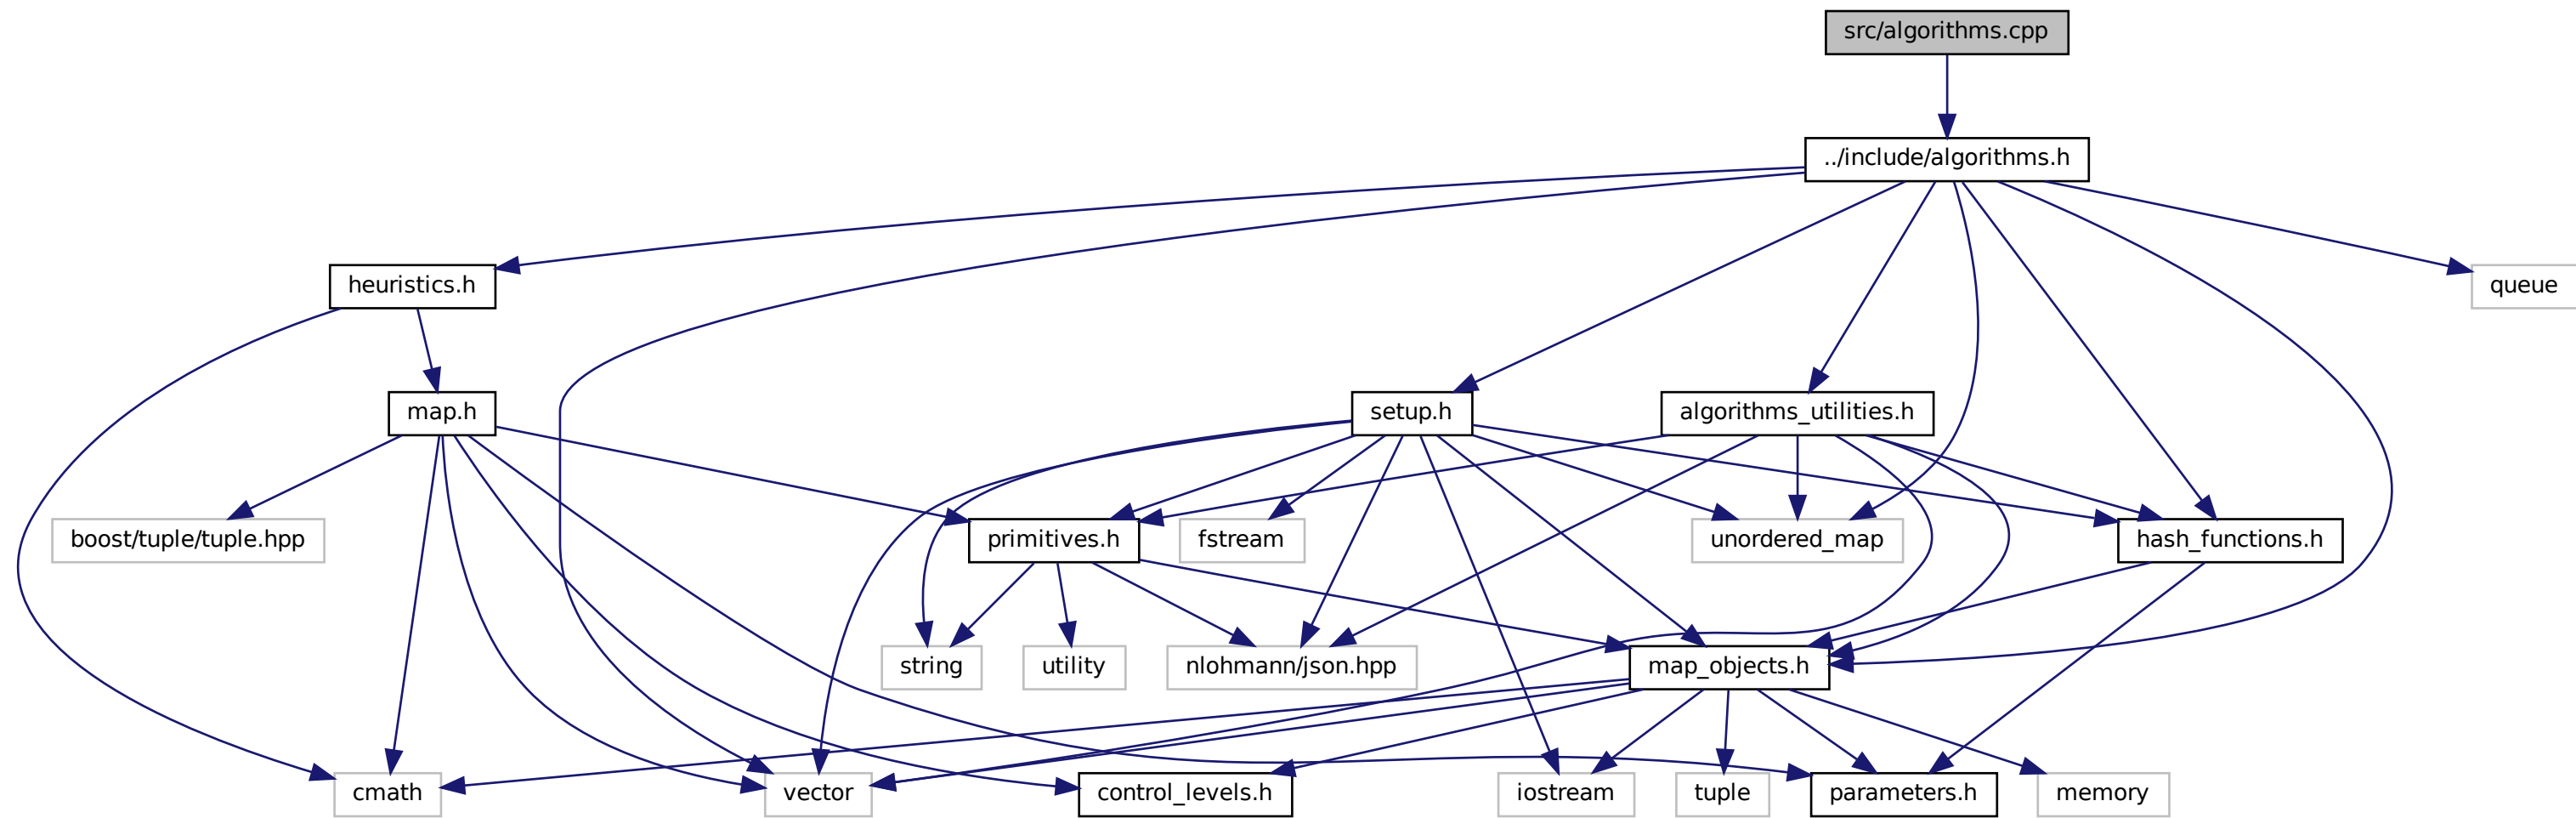 src/algorithms.cpp
../include/algorithms.h
heuristics.h
queue
map.h
setup.h
algorithms_utilities.h
boost/tuple/tuple.hpp
primitives.h
fstream
unordered_map
hash_functions.h
string
utility
nlohmann/json.hpp
map_objects.h
cmath
vector
control_levels.h
iostream
tuple
parameters.h
memory